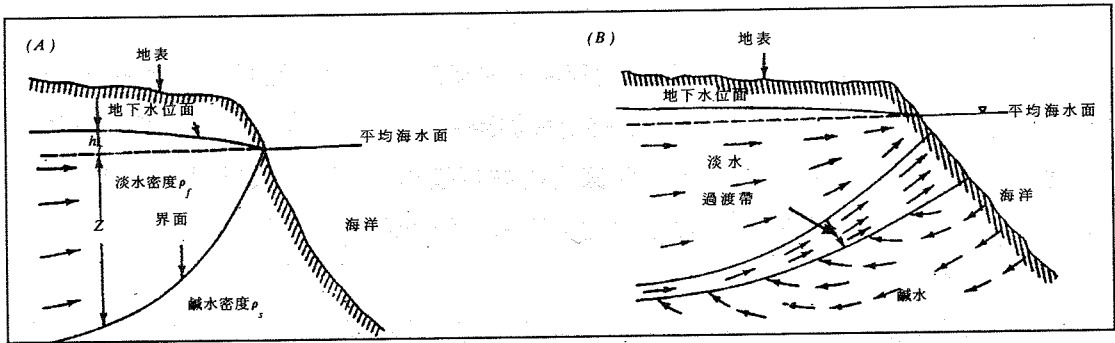 (A)
地表
地下水位面
h
平均海水面
淡水密度ρf
界面
Z
海洋
鹹水密度ρs
(B)
地表
地下水位面
平均海水面
淡水
過渡帶
海洋
鹹水